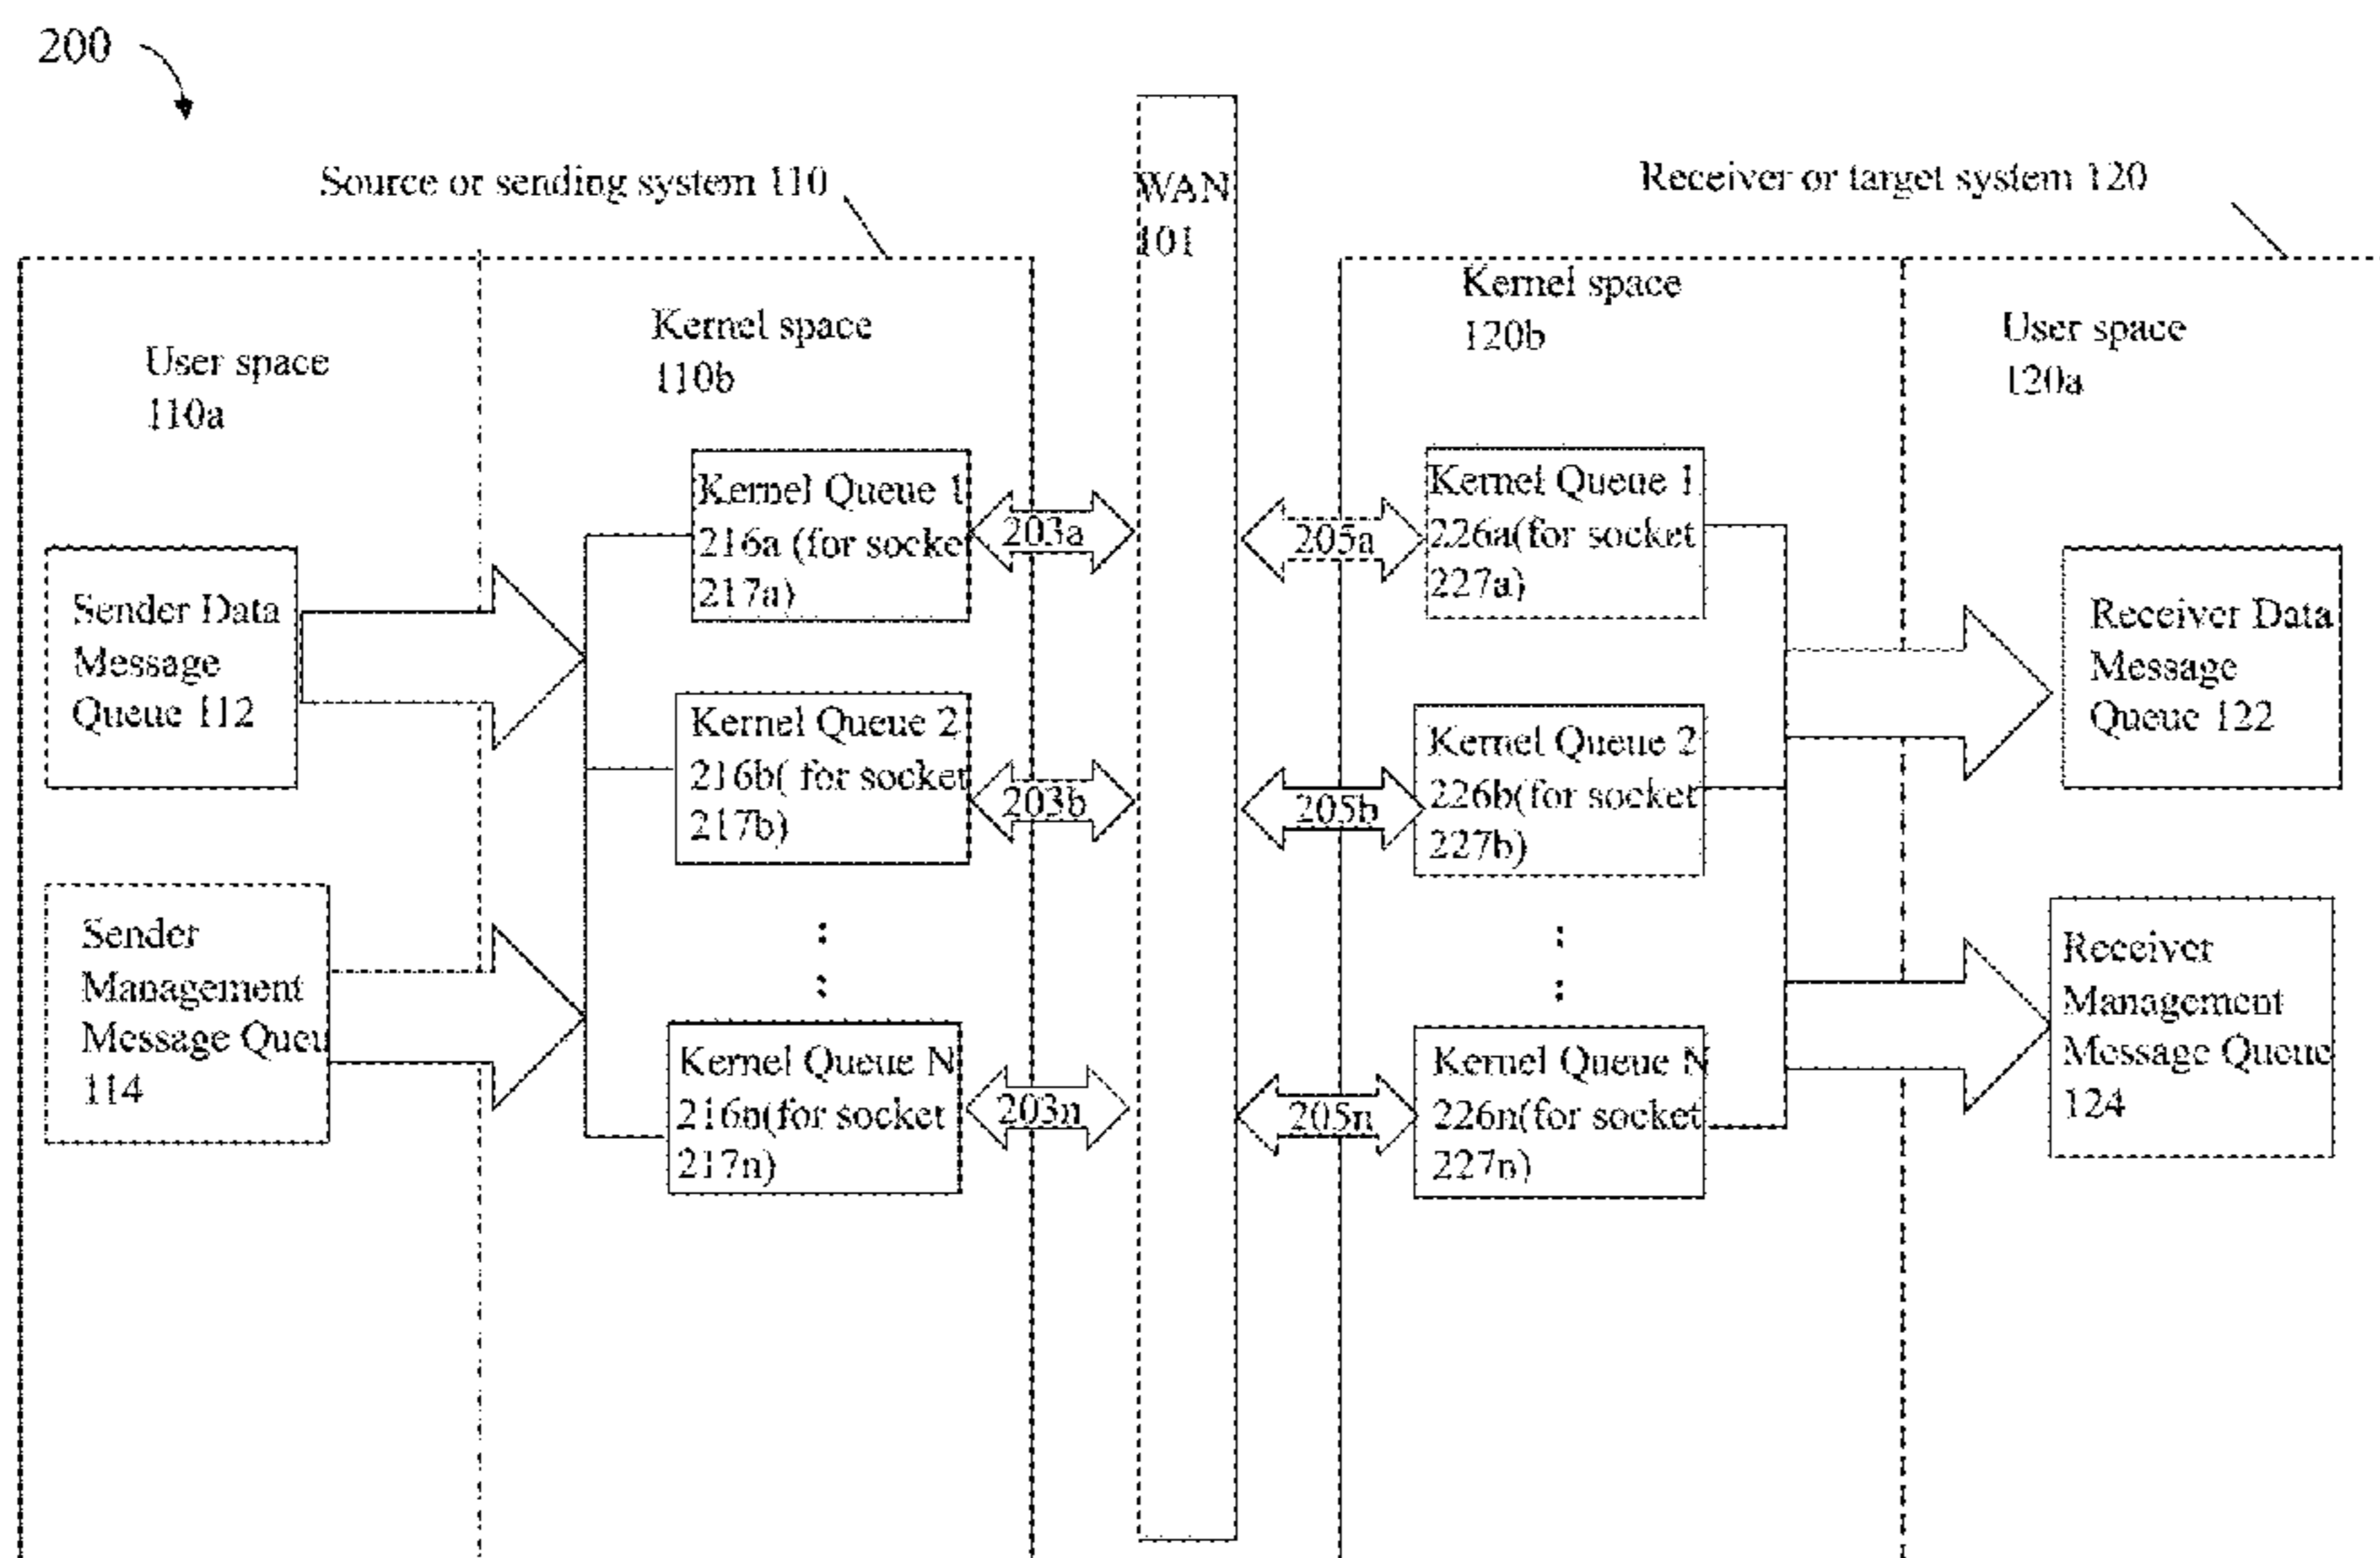 200
Source or sending system 110
Receiver or target system 120
WAN
101
User space
110a
Kernel space
110b
Kernel space
120b
User space
120a
Sender Data
Message
Queue 112
Sender
Management
Message Queu
114
Kernel Queue 1
216a (for socke
217a)
Kernel Queue 2
216b( for socket
217b)
:
:
Kernel Queue N
216n(for socket
217n)
203a
203b
203n
205a
205b
205n
Kernel Queue 1
226a(for socket
227a)
Kernel Queue 2
226b(for socket
227b)
:
:
Kernel Queue N
226n(for socket
227n)
Receiver Data
Message
Queue 122
Receiver
Management
Message Queue
124